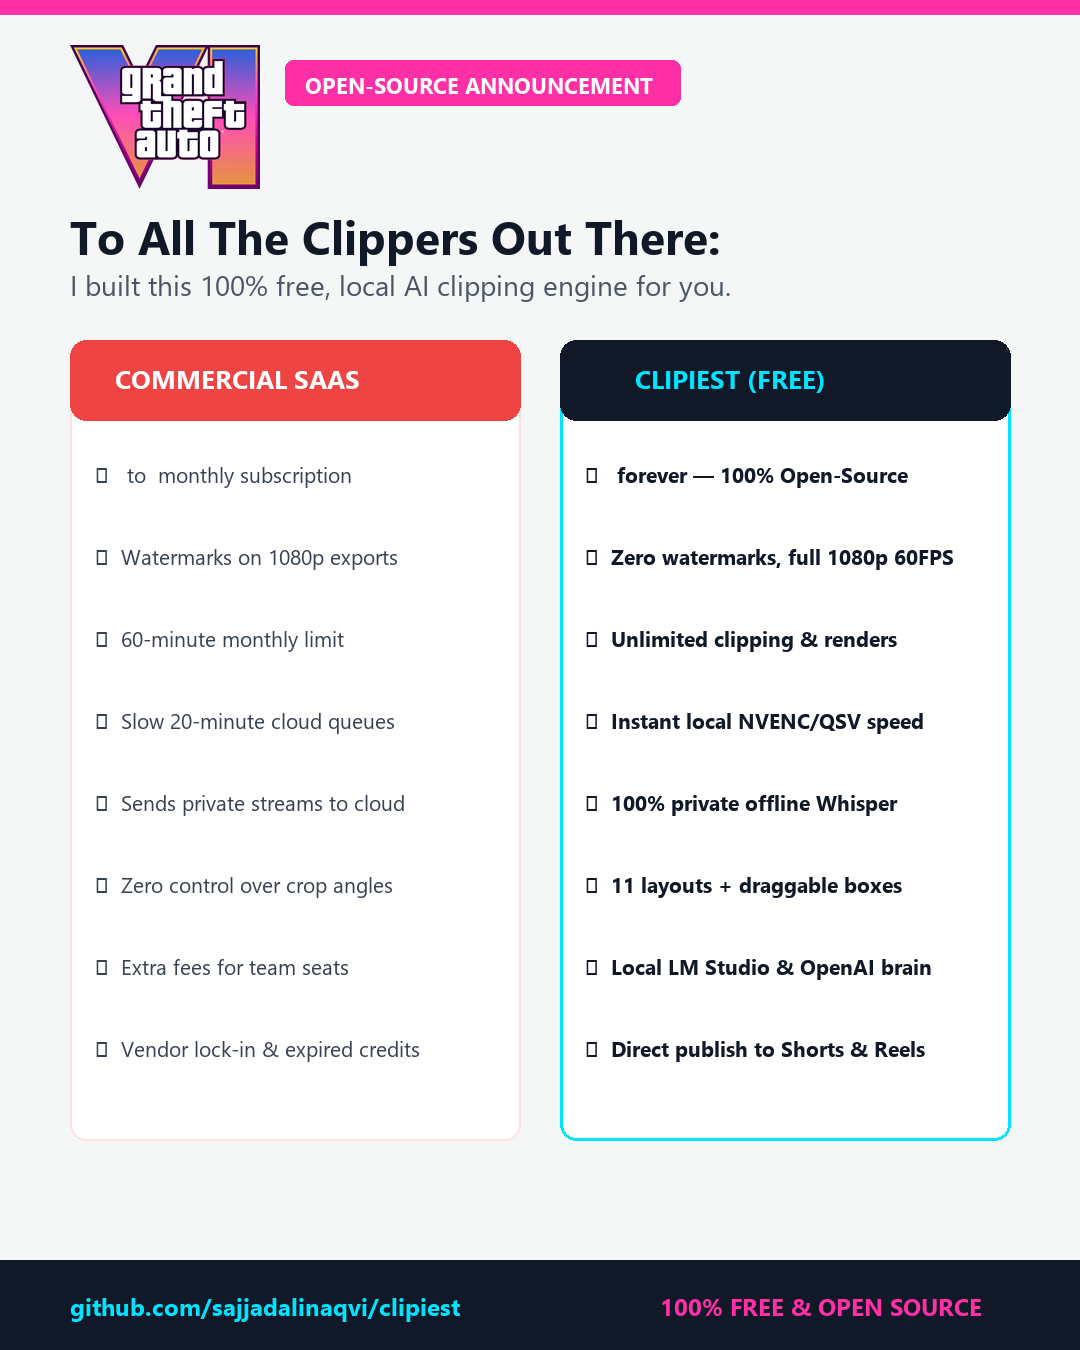 grand
theft
auto
VI
OPEN-SOURCE ANNOUNCEMENT
To All The Clippers Out There:
I built this 100% free, local AI clipping engine for you.
COMMERCIAL SAAS
to monthly subscription
Watermarks on 1080p exports
60-minute monthly limit
Slow 20-minute cloud queues
Sends private streams to cloud
Zero control over crop angles
Extra fees for team seats
Vendor lock-in & expired credits
CLIPIEST (FREE)
forever — 100% Open-Source
Zero watermarks, full 1080p 60FPS
Unlimited clipping & renders
Instant local NVENC/QSV speed
100% private offline Whisper
11 layouts + draggable boxes
Local LM Studio & OpenAI brain
Direct publish to Shorts & Reels
github.com/sajjadalinaqvi/clipiest
100% FREE & OPEN SOURCE